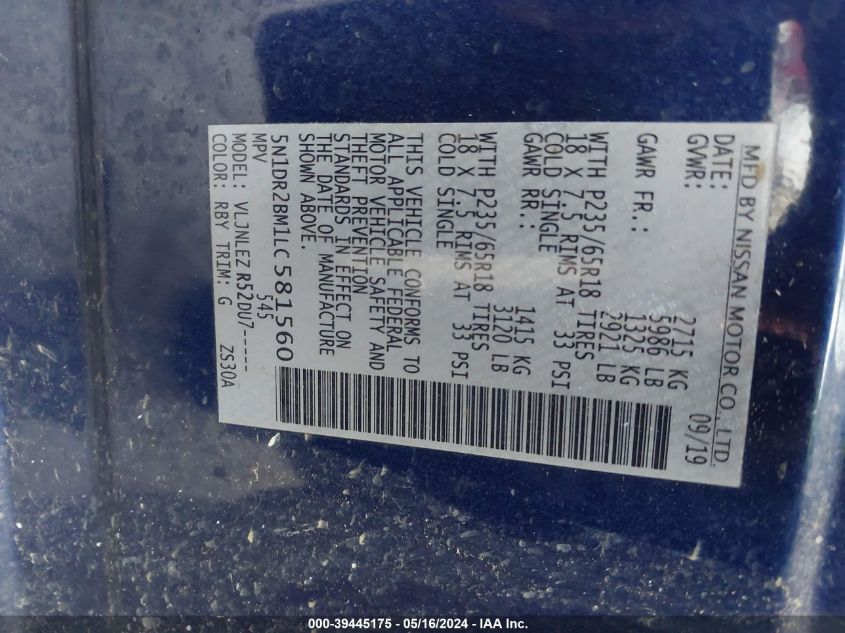 MFD BY NISSAN MOTOR CO., LTD.
DATE: 09/19
GVWR: 2715 KG
5986 LB
GAWR FR.: 1325 KG
2921 LB
WITH P235/65R18 TIRES
18 X 7.5 RIMS AT 33 PSI
COLD SINGLE
GAWR RR.: 1415 KG
3120 LB
WITH P235/65R18 TIRES
18 X 7.5 RIMS AT 33 PSI
COLD SINGLE
THIS VEHICLE CONFORMS TO
ALL APPLICABLE FEDERAL
MOTOR VEHICLE SAFETY AND
THEFT PREVENTION
STANDARDS IN EFFECT ON
THE DATE OF MANUFACTURE
SHOWN ABOVE.
5N1DR2BM1LC581560
MPV 545
MODEL: VLJNLEZ R52DU7-----
COLOR: RBY TRIM: G ZS30A
000-39445175 - 05/16/2024 - IAA Inc.